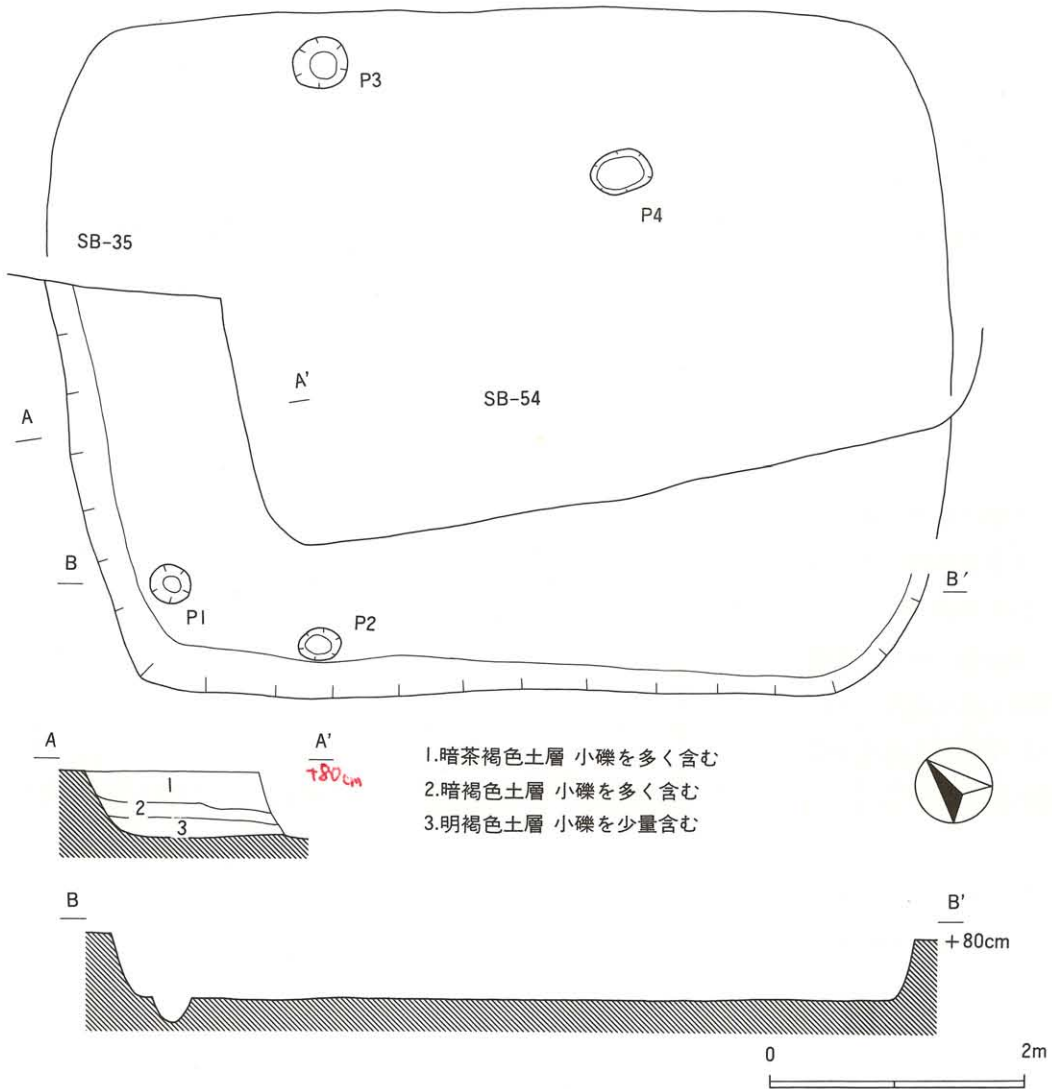 P3
P4
SB-35
A'
SB-54
A
B
B'
P1
P2
A
A'
+80cm
1.暗茶褐色土層 小礫を多く含む
2.暗褐色土層 小礫を多く含む
3.明褐色土層 小礫を少量含む
1
2
3
B
B'
+80cm
0
2m